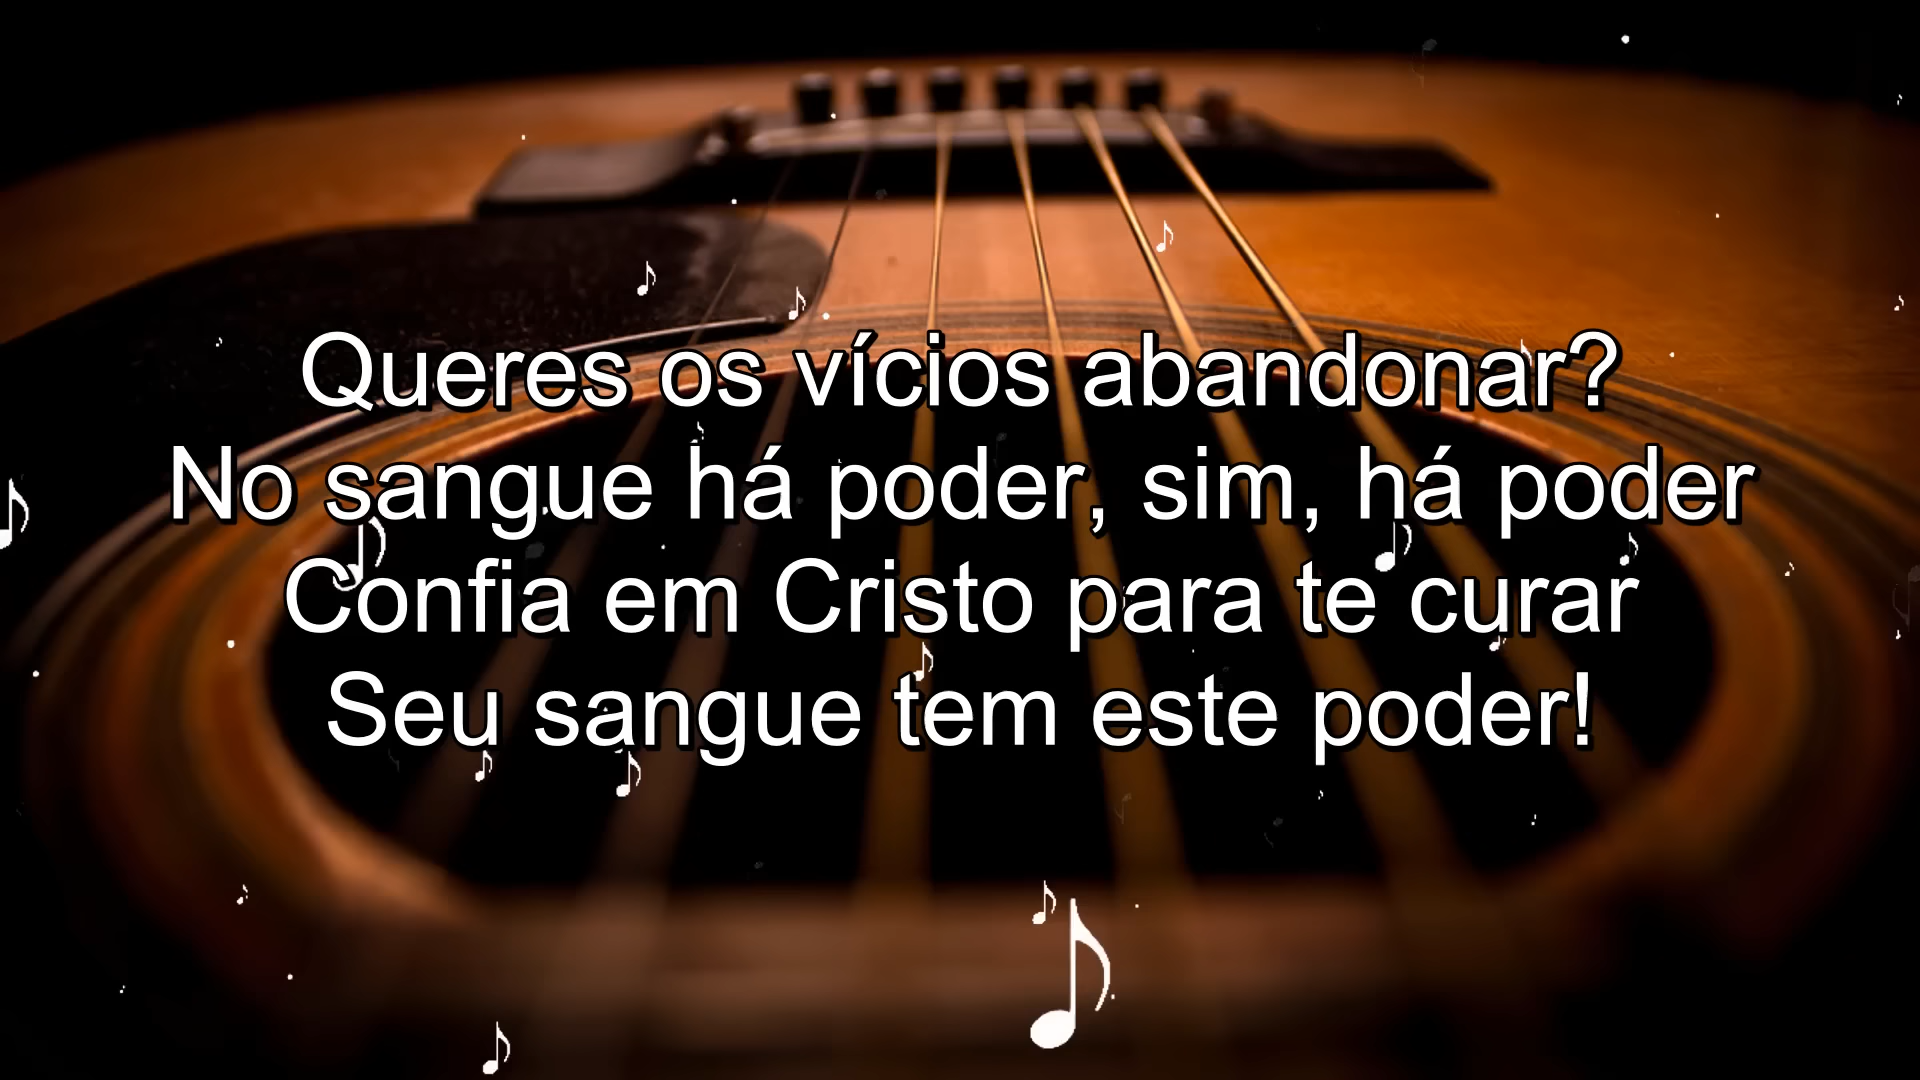 Queres os vícios abandonar?
No sangue há poder, sim, há poder
Confia em Cristo para te curar
Seu sangue tem este poder!